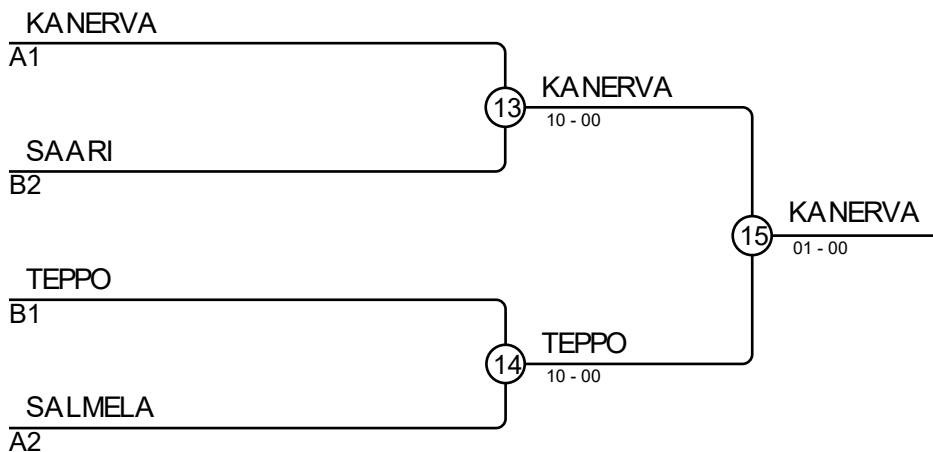 KANERVA
A1
13
KANERVA
10 - 00
SAARI
B2
15
KANERVA
01 - 00
TEPPO
B1
14
TEPPO
10 - 00
SALMELA
A2